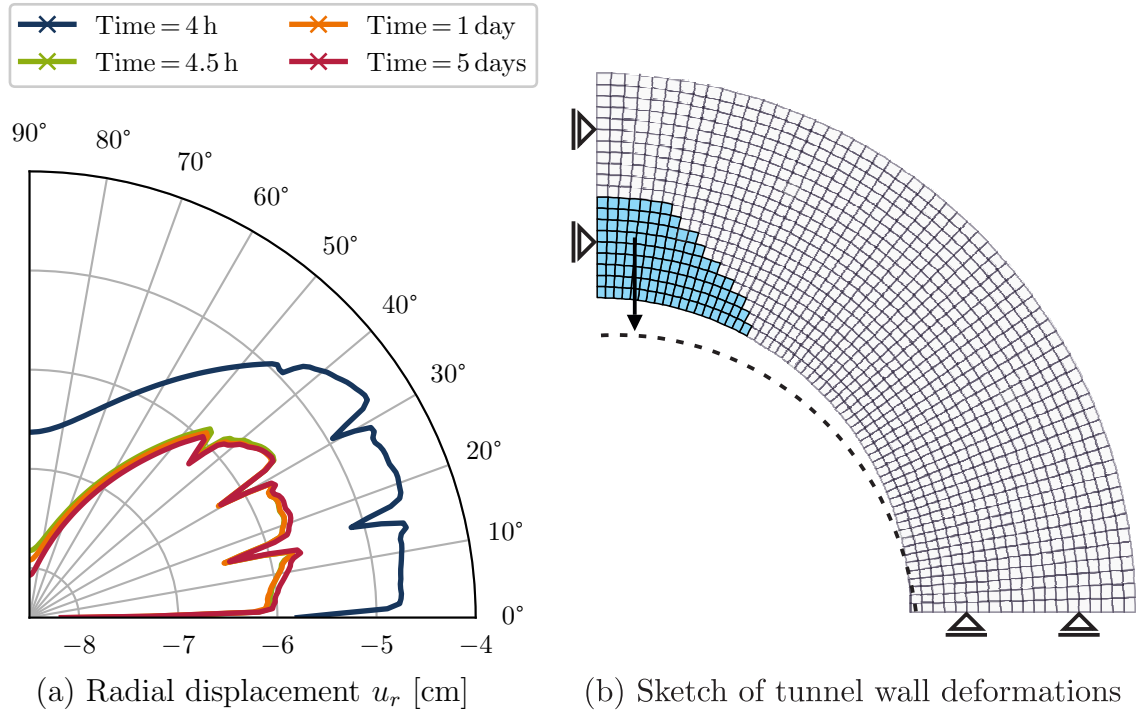 Time = 4 h
Time = 1 day
Time = 4.5 h
Time = 5 days
90°
80°
70°
60°
50°
40°
30°
20°
10°
0°
−8
−7
−6
−5
−4
(a) Radial displacement u_r [cm]
(b) Sketch of tunnel wall deformations